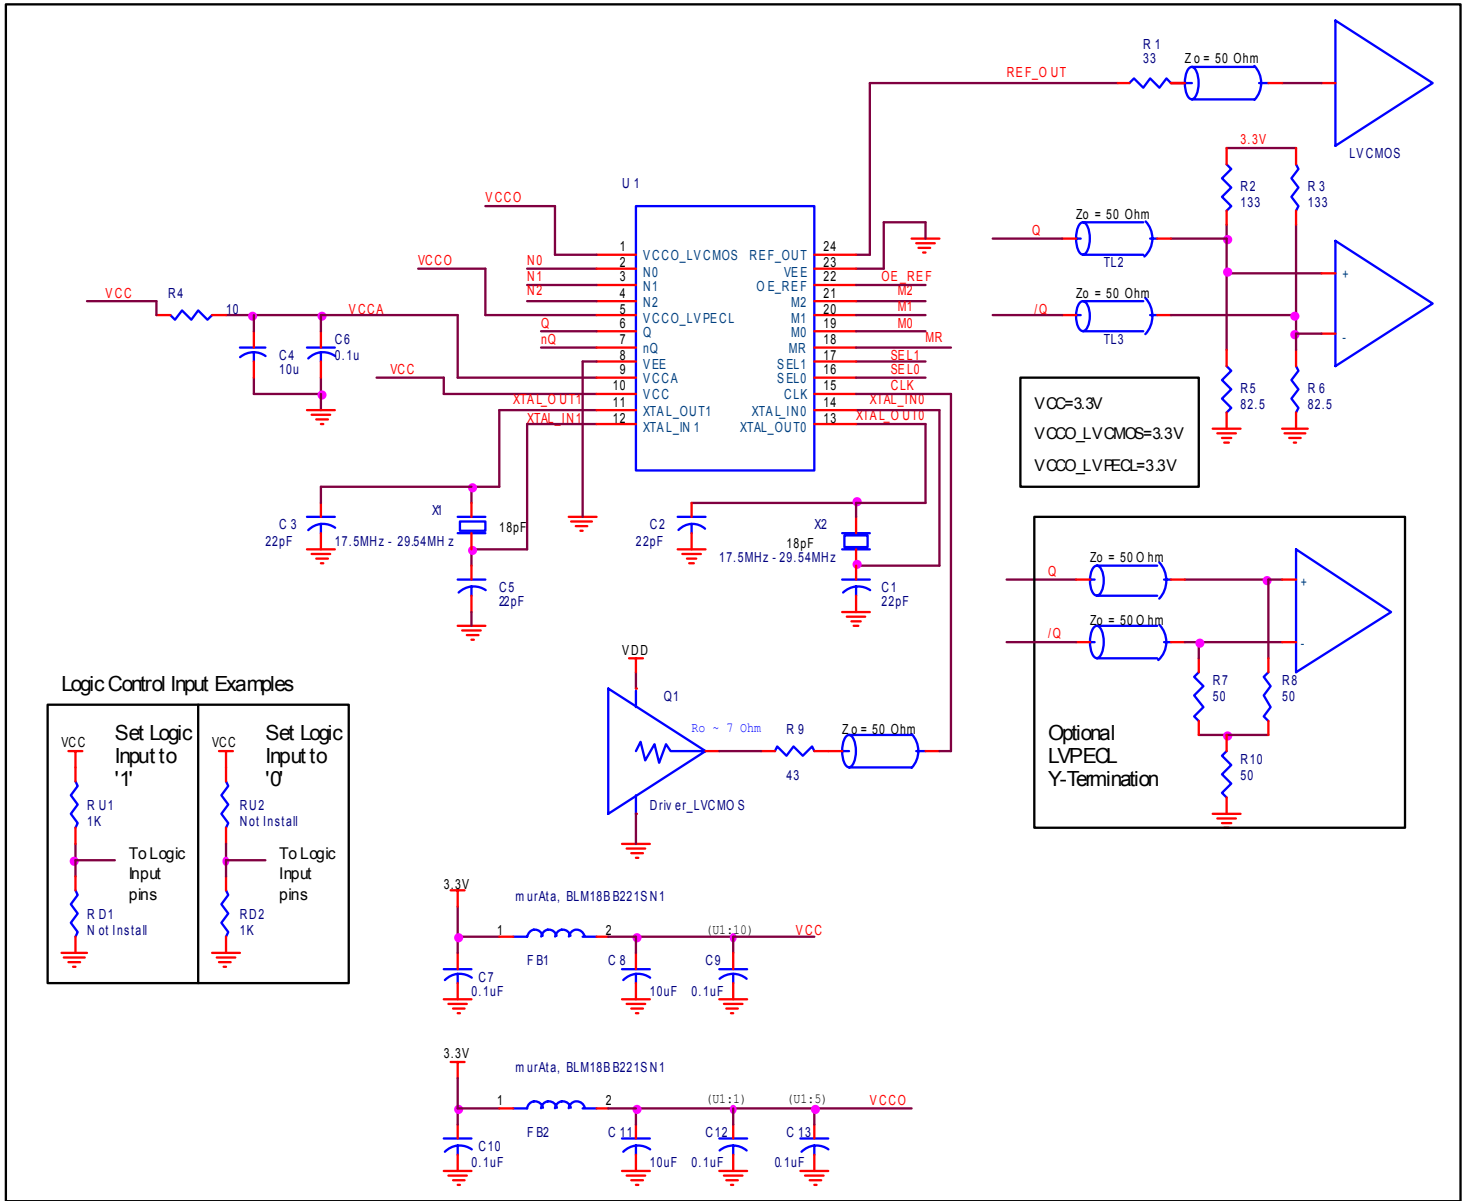 R1
33
Zo = 50 Ohm
REF_OUT
LVCMOS
3.3V
R2
133
R3
133
Q
Zo = 50 Ohm
TL2
/Q
Zo = 50 Ohm
TL3
+
-
R5
82.5
R6
82.5
U1
VCCO
VCCO
VCC
R4
10
VCCA
C4
10u
C6
0.1u
VCC
N0
N1
N2
Q
nQ
XTAL_OUT1
XTAL_IN1
1 VCCO_LVCMOS
2 N0
3 N1
4 N2
5 VCCO_LVPECL
6 Q
7 nQ
8 VEE
9 VCCA
10 VCC
11 XTAL_OUT1
12 XTAL_IN1
REF_OUT 24
VEE 23
OE_REF 22
M2 21
M1 20
M0 19
MR 18
SEL1 17
SEL0 16
CLK 15
XTAL_IN0 14
XTAL_OUT0 13
OE_REF
M2
M1
M0
MR
SEL1
SEL0
CLK
XTAL_IN0
XTAL_OUT0
VCC=3.3V
VCCO_LVCMOS=3.3V
VCCO_LVPECL=3.3V
C3
22pF
X1
18pF
17.5MHz - 29.54MHz
C5
22pF
C2
22pF
X2
18pF
17.5MHz - 29.54MHz
C1
22pF
Q
Zo = 50 Ohm
/Q
Zo = 50 Ohm
+
-
R7
50
R8
50
R10
50
Optional
LVPECL
Y-Termination
VDD
Q1
Ro ~ 7 Ohm
R9
43
Zo = 50 Ohm
Driver_LVCMOS
Logic Control Input Examples
Set Logic
Input to
'1'
VCC
RU1
1K
To Logic
Input
pins
RD1
Not Install
Set Logic
Input to
'0'
VCC
RU2
Not Install
To Logic
Input
pins
RD2
1K
3.3V
murAta, BLM18BB221SN1
1
2
FB1
(U1:10)
VCC
C7
0.1uF
C8
10uF
C9
0.1uF
3.3V
murAta, BLM18BB221SN1
1
2
FB2
(U1:1)
(U1:5)
VCCO
C10
0.1uF
C11
10uF
C12
0.1uF
C13
0.1uF